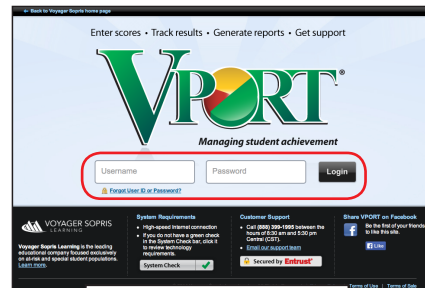 ← Back to Voyager Sopris home page
Enter scores • Track results • Generate reports • Get support
VPORT®
Managing student achievement
Username
Password
Login
Forgot User ID or Password?
VOYAGER SOPRIS
LEARNING
Voyager Sopris Learning is the leading
educational company focused exclusively
on at-risk and special student populations.
Learn more.
System Requirements
• High-speed Internet connection
• If you do not have a green check
in the System Check bar, click it
to review technology
requirements.
System Check
Customer Support
• Call (888) 399-1995 between the
hours of 8:30 am and 5:30 pm
Central (CST).
• Email our support team
Secured by Entrust®
Share VPORT on Facebook
Be the first of your friends
to like this site.
Like
Terms of Use | Terms of Sale